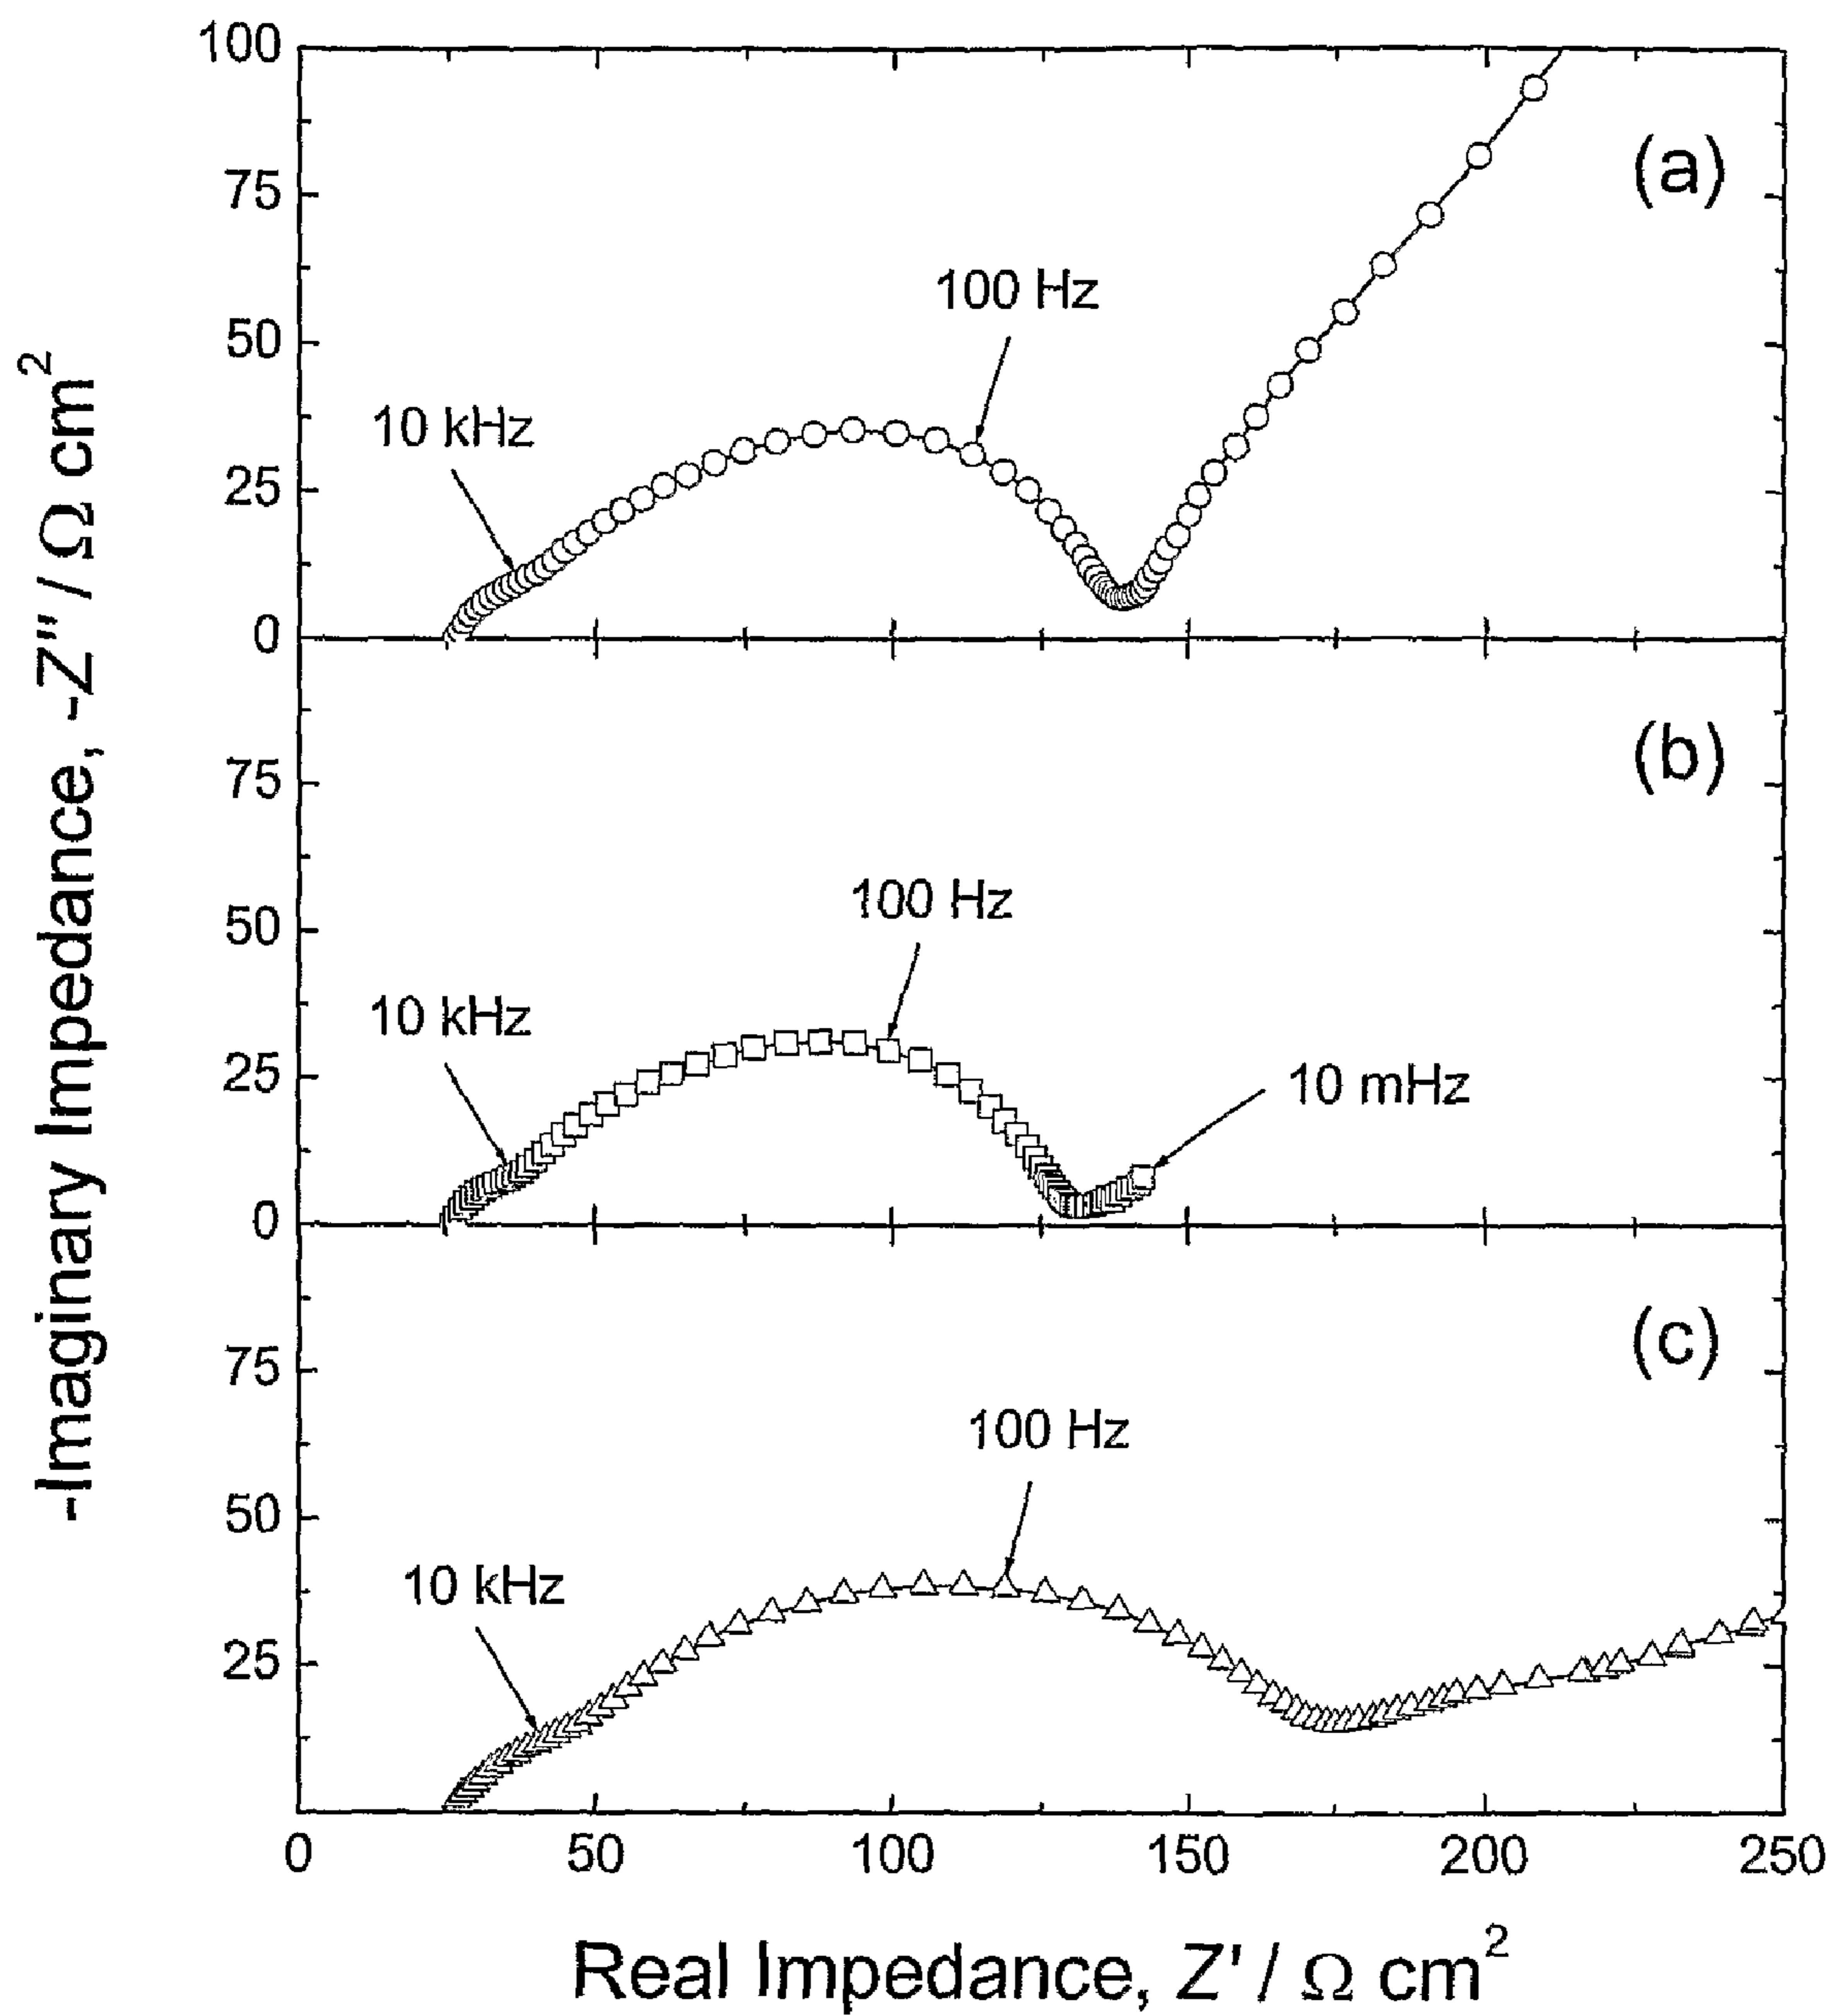 -Imaginary Impedance, -Z" / Ω cm²
100
75
50
25
0
(a)
10 kHz
100 Hz
75
50
25
0
(b)
10 kHz
100 Hz
10 mHz
75
50
25
(c)
10 kHz
100 Hz
0 50 100 150 200 250
Real Impedance, Z' / Ω cm²